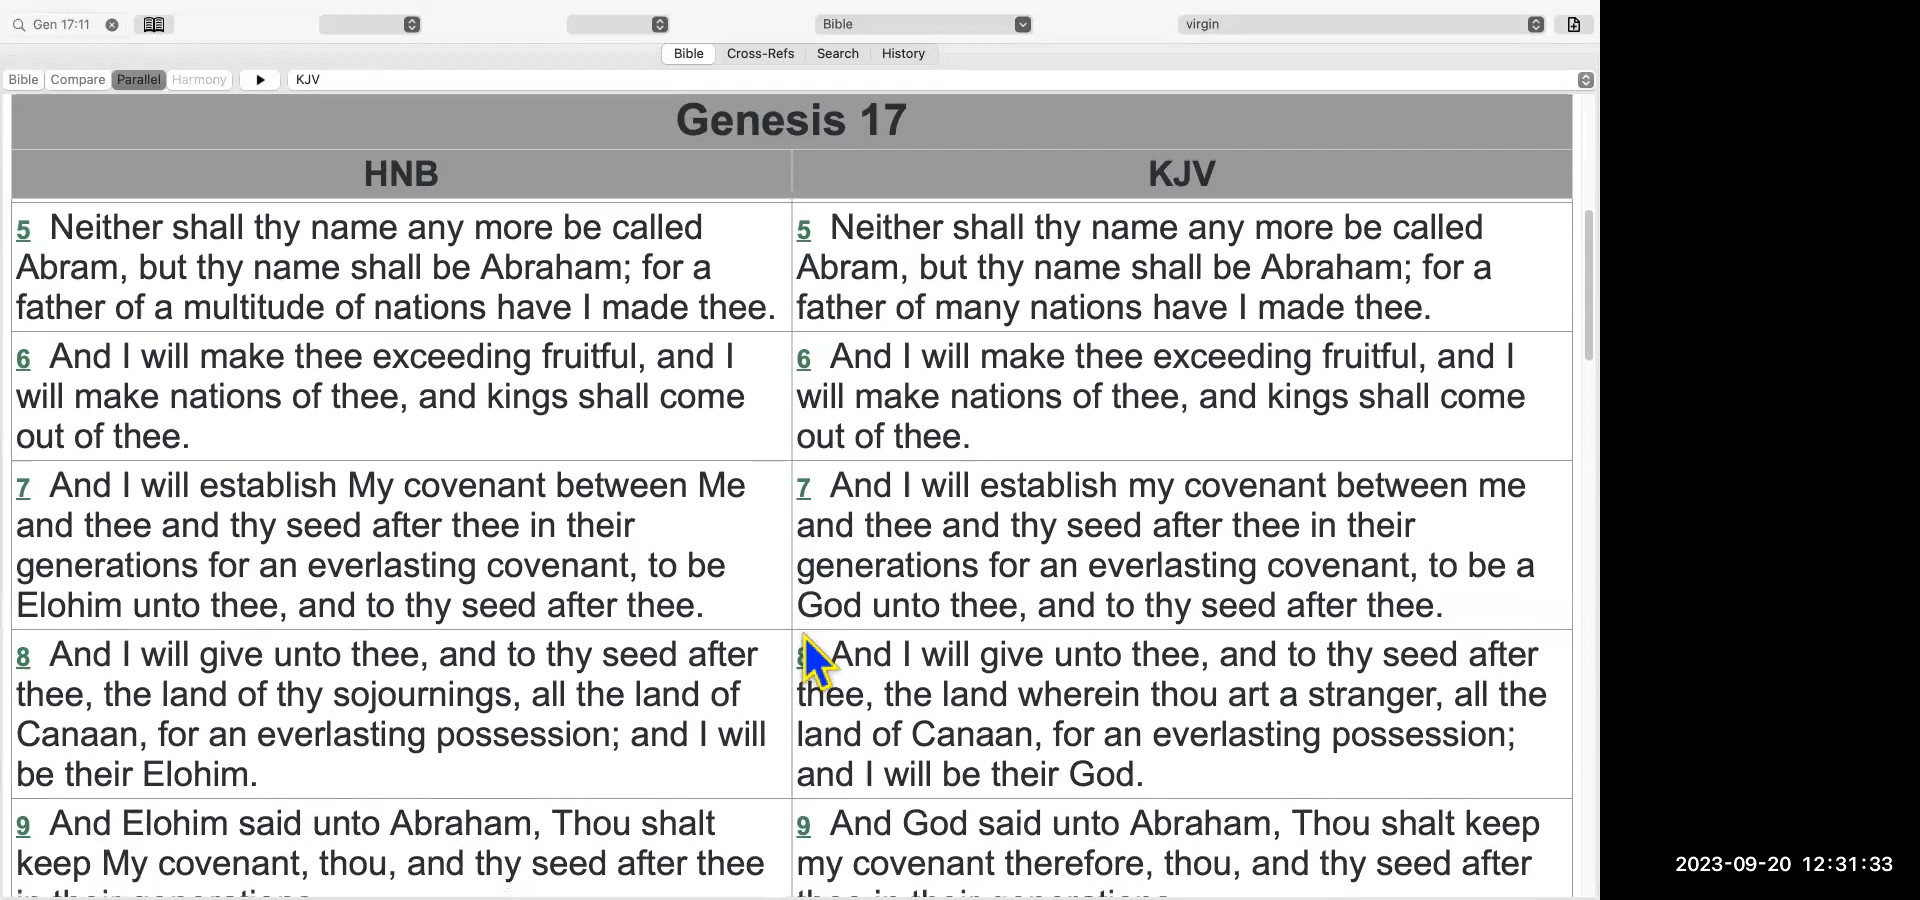 Gen 17:11
Bible
virgin
Bible Cross-Refs Search History
Bible Compare Parallel Harmony KJV
Genesis 17
HNB
5 Neither shall thy name any more be called
Abram, but thy name shall be Abraham; for a
father of a multitude of nations have I made thee.
6 And I will make thee exceeding fruitful, and I
will make nations of thee, and kings shall come
out of thee.
7 And I will establish My covenant between Me
and thee and thy seed after thee in their
generations for an everlasting covenant, to be
Elohim unto thee, and to thy seed after thee.
8 And I will give unto thee, and to thy seed after
thee, the land of thy sojournings, all the land of
Canaan, for an everlasting possession; and I will
be their Elohim.
9 And Elohim said unto Abraham, Thou shalt
keep My covenant, thou, and thy seed after thee
in their generations
KJV
5 Neither shall thy name any more be called
Abram, but thy name shall be Abraham; for a
father of many nations have I made thee.
6 And I will make thee exceeding fruitful, and I
will make nations of thee, and kings shall come
out of thee.
7 And I will establish my covenant between me
and thee and thy seed after thee in their
generations for an everlasting covenant, to be a
God unto thee, and to thy seed after thee.
And I will give unto thee, and to thy seed after
thee, the land wherein thou art a stranger, all the
land of Canaan, for an everlasting possession;
and I will be their God.
9 And God said unto Abraham, Thou shalt keep
my covenant therefore, thou, and thy seed after
thee in their generations
2023-09-20 12:31:33